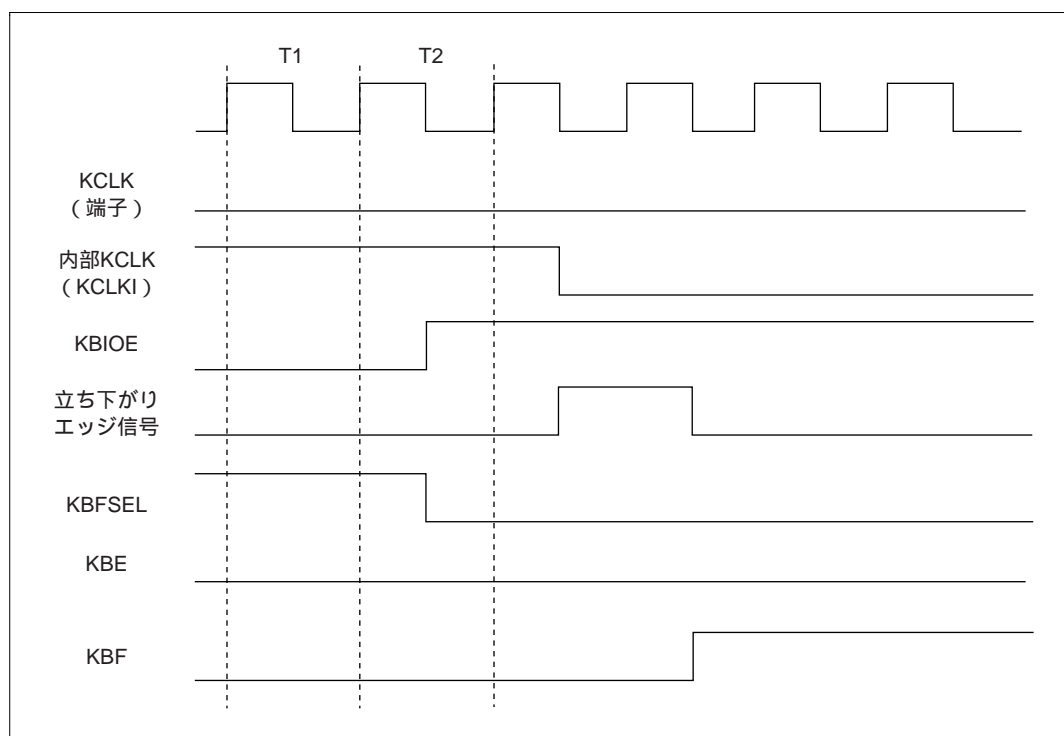 T1 T2
KCLK
（端子）
内部KCLK
（KCLKI）
KBIOE
立ち下がり
エッジ信号
KBFSEL
KBE
KBF